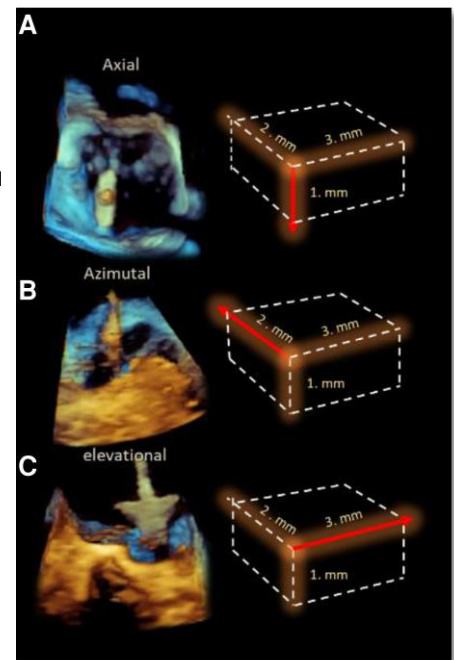 A
Axial
2. mm
3. mm
1. mm
B
Azimutal
2. mm
3. mm
1. mm
C
elevational
2. mm
3. mm
1. mm